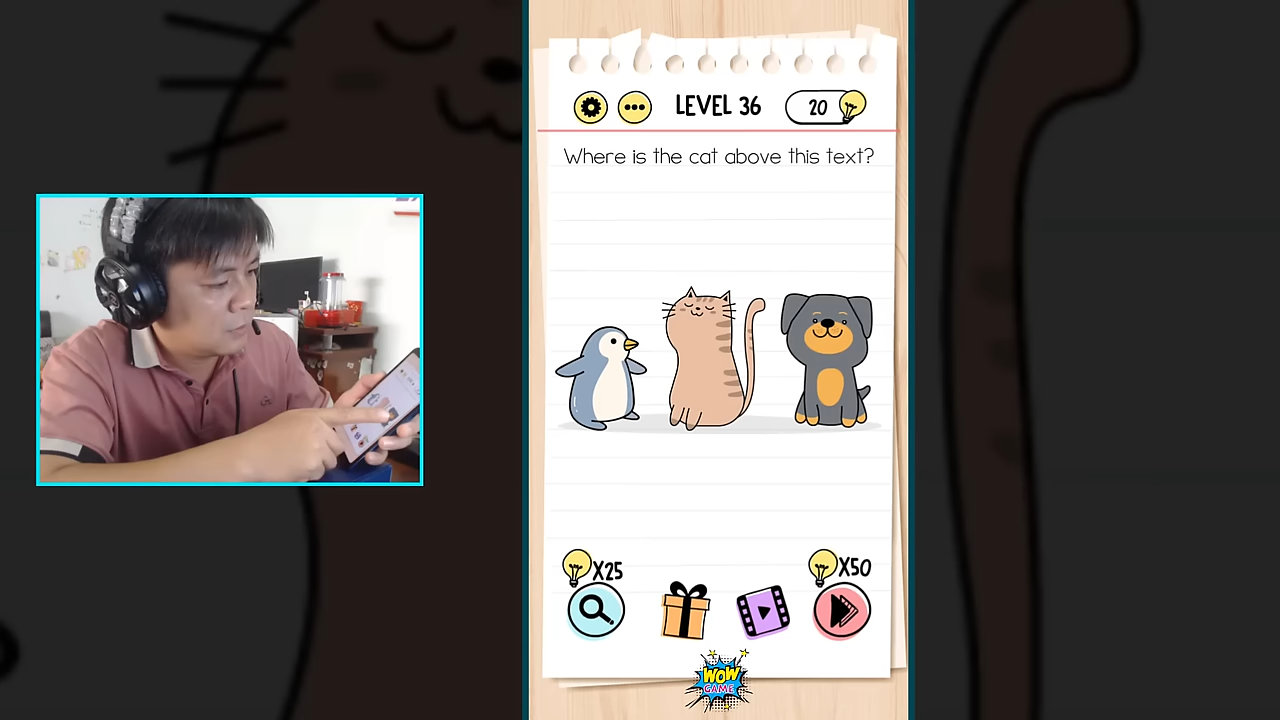 LEVEL 36
20
Where is the cat above this text?
X25
X50
WOW
GAME